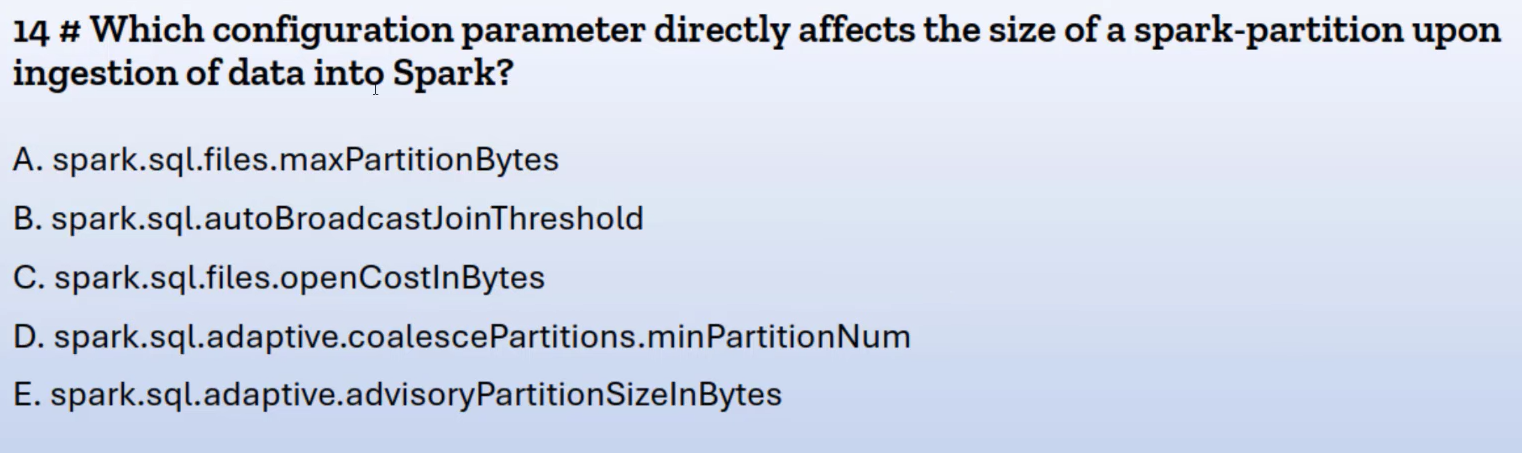 14 # Which configuration parameter directly affects the size of a spark-partition upon
ingestion of data into Spark?
A. spark.sql.files.maxPartitionBytes
B. spark.sql.autoBroadcastJoinThreshold
C. spark.sql.files.openCostInBytes
D. spark.sql.adaptive.coalescePartitions.minPartitionNum
E. spark.sql.adaptive.advisoryPartitionSizeInBytes